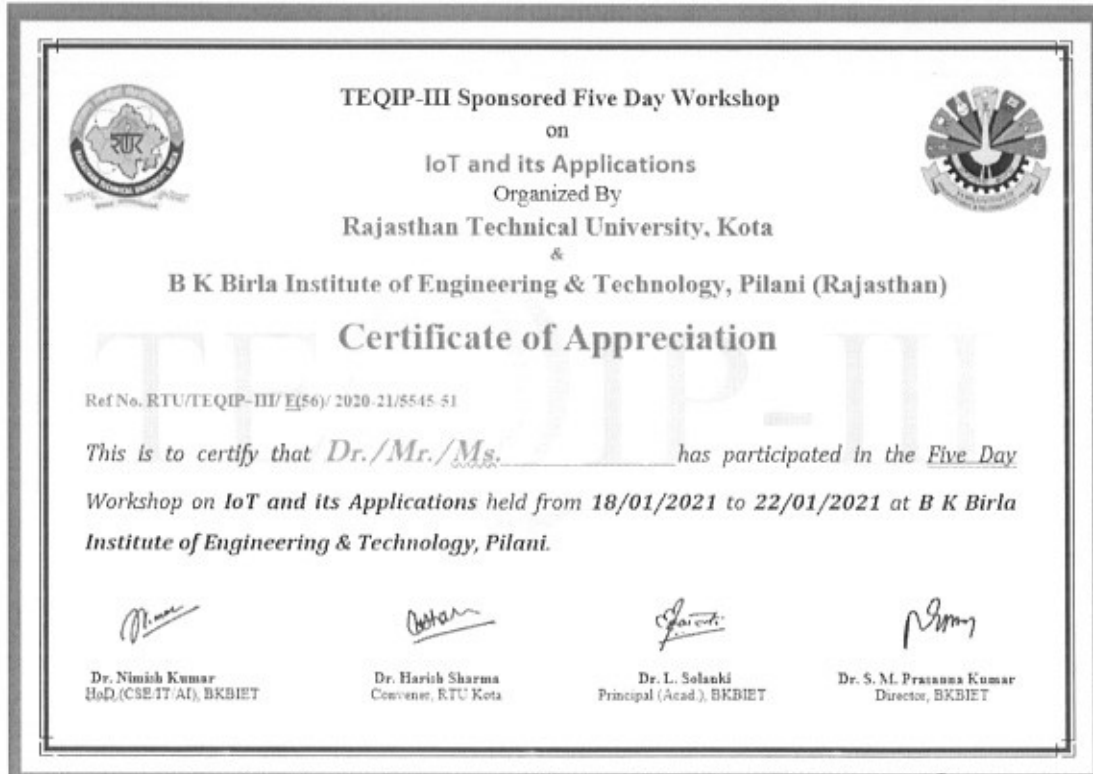 TEQIP-III Sponsored Five Day Workshop
on
IoT and its Applications
Organized By
Rajasthan Technical University, Kota
&
B K Birla Institute of Engineering & Technology, Pilani (Rajasthan)
Certificate of Appreciation
TEQIP-III
Ref No. RTU/TEQIP-III/ F(56)/ 2020-21/5545-51
This is to certify that Dr./Mr./Ms. has participated in the Five Day
Workshop on IoT and its Applications held from 18/01/2021 to 22/01/2021 at B K Birla
Institute of Engineering & Technology, Pilani.
Dr. Nimish Kumar
HoD, (CSE/IT/AI), BKBIET
Dr. Harish Sharma
Convener, RTU Kota
Dr. L. Solanki
Principal (Acad.), BKBIET
Dr. S. M. Prasanna Kumar
Director, BKBIET